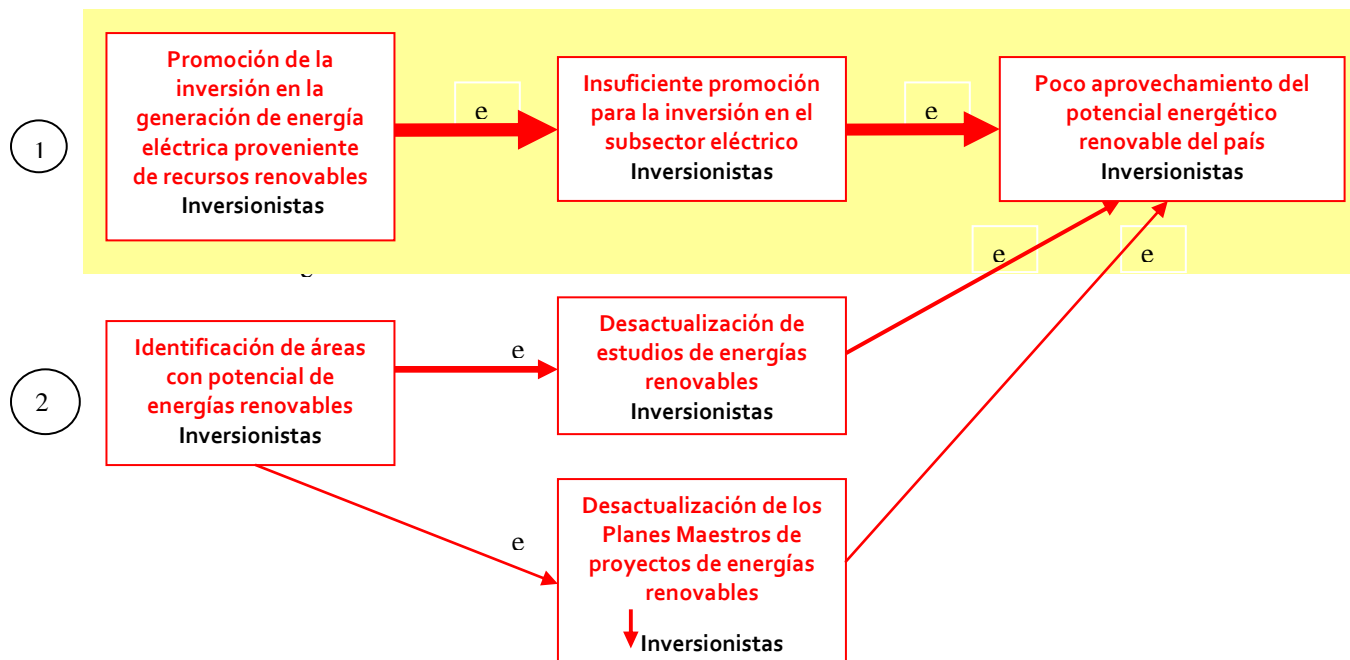 Promoción de la
inversión en la
generación de energía
eléctrica proveniente
de recursos renovables
Inversionistas
e
Insuficiente promoción
para la inversión en el
subsector eléctrico
Inversionistas
e
Poco aprovechamiento del
potencial energético
renovable del país
Inversionistas
1
e
e
Identificación de áreas
con potencial de
energías renovables
Inversionistas
e
Desactualización de
estudios de energías
renovables
Inversionistas
2
e
Desactualización de los
Planes Maestros de
proyectos de energías
renovables
Inversionistas